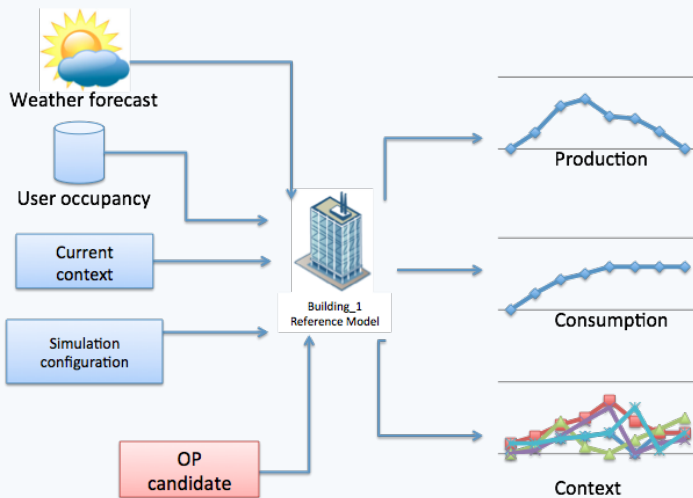 Weather forecast
User occupancy
Current
context
Simulation
configuration
OP
candidate
Building_1
Reference Model
Production
Consumption
Context